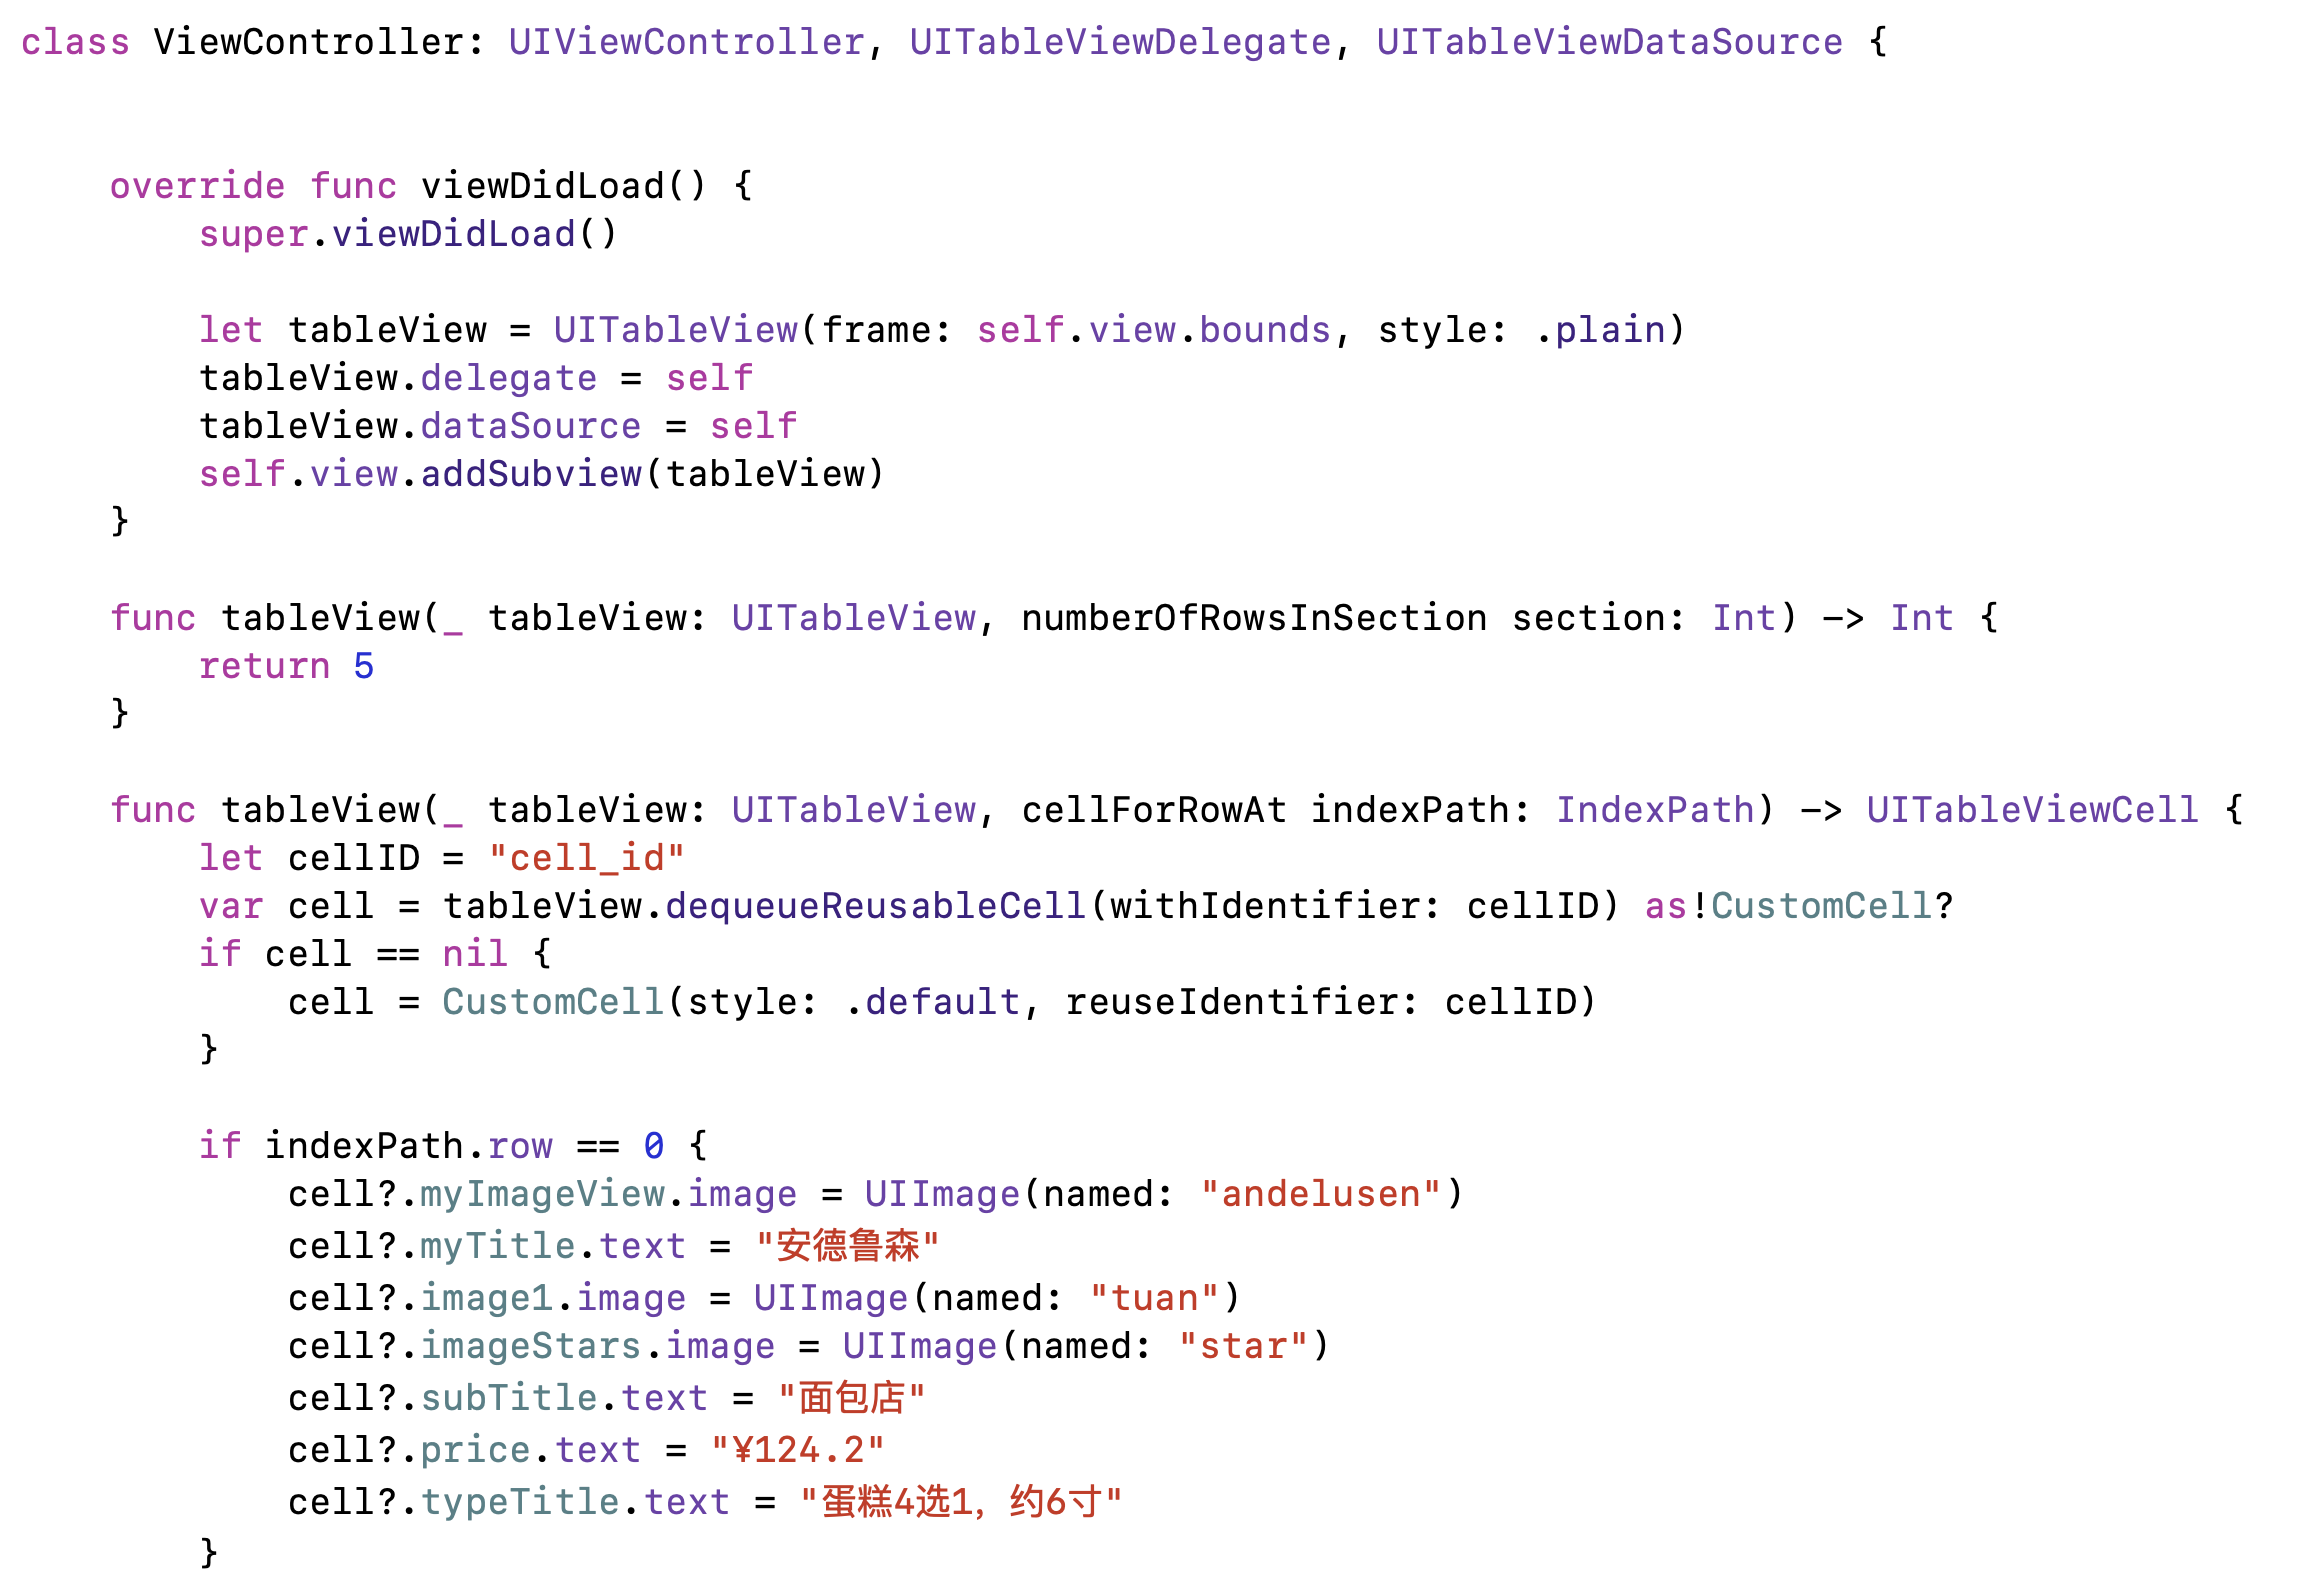 class ViewController: UIViewController, UITableViewDelegate, UITableViewDataSource {
override func viewDidLoad() {
super.viewDidLoad()
let tableView = UITableView(frame: self.view.bounds, style: .plain)
tableView.delegate = self
tableView.dataSource = self
self.view.addSubview(tableView)
}
func tableView(_ tableView: UITableView, numberOfRowsInSection section: Int) -> Int {
return 5
}
func tableView(_ tableView: UITableView, cellForRowAt indexPath: IndexPath) -> UITableViewCell {
let cellID = "cell_id"
var cell = tableView.dequeueReusableCell(withIdentifier: cellID) as!CustomCell?
if cell == nil {
cell = CustomCell(style: .default, reuseIdentifier: cellID)
}
if indexPath.row == 0 {
cell?.myImageView.image = UIImage(named: "andelusen")
cell?.myTitle.text = "安德鲁森"
cell?.image1.image = UIImage(named: "tuan")
cell?.imageStars.image = UIImage(named: "star")
cell?.subTitle.text = "面包店"
cell?.price.text = "¥124.2"
cell?.typeTitle.text = "蛋糕4选1，约6寸"
}